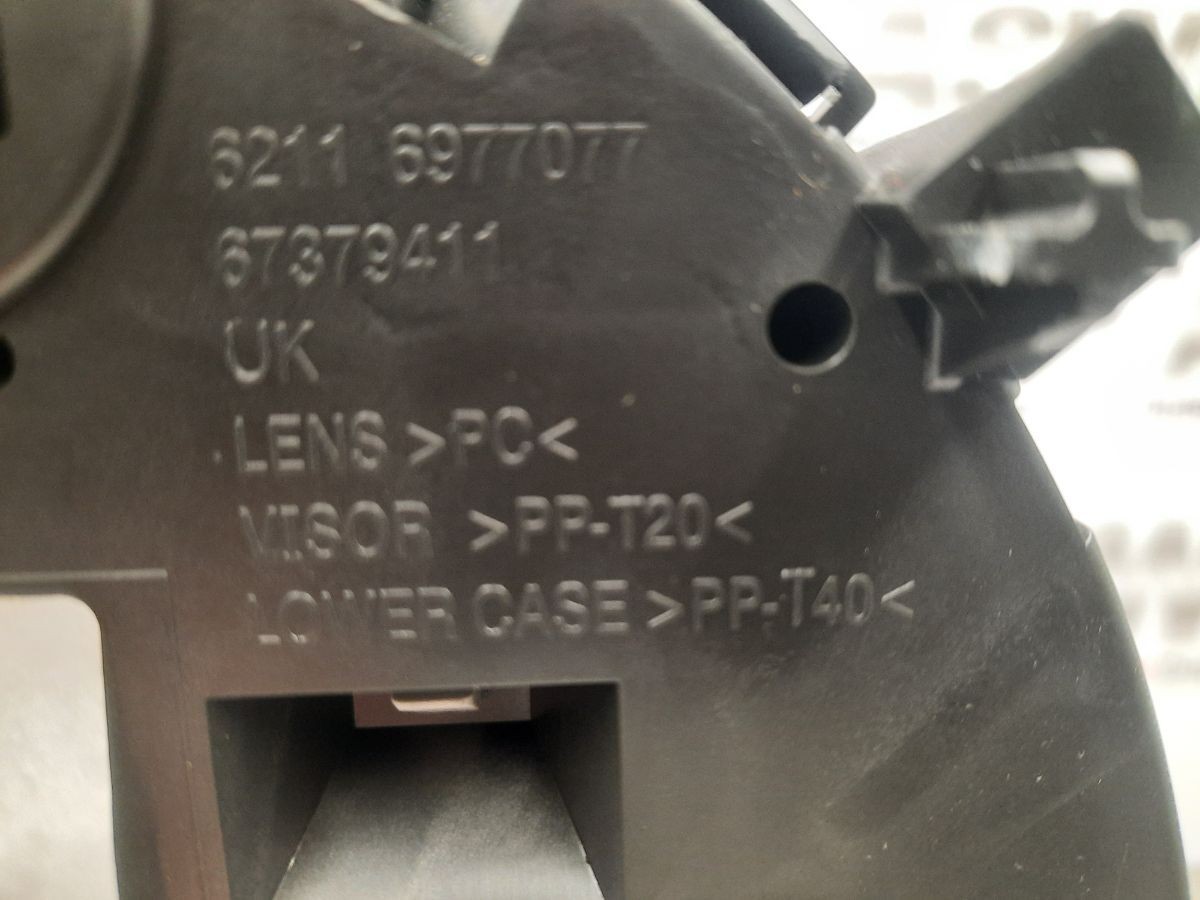 6211 6977077
67379411
UK
LENS >PC<
VISOR >PP-T20<
LOWER CASE >PP-T40<